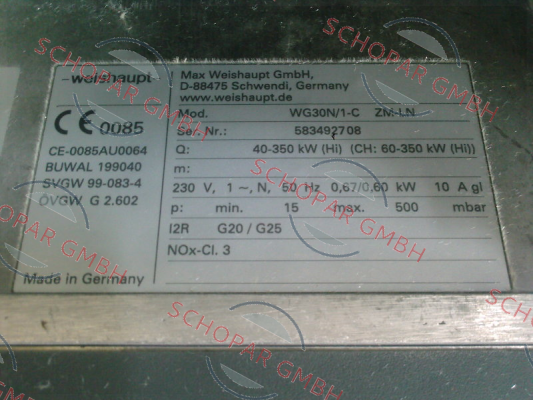 -weishaupt-
Max Weishaupt GmbH,
D-88475 Schwendi, Germany
www.weishaupt.de
CE 0085
CE-0085AU0064
BUWAL 199040
SVGW 99-083-4
ÖVGW G 2.602
Made in Germany
Mod. WG30N/1-C ZM-LN
Ser. Nr.: 583492708
Q: 40-350 kW (Hi) (CH: 60-350 kW (Hi))
m:
230 V, 1 ~, N, 50 Hz 0,67/0,60 kW 10 A gl
p: min. 15 max. 500 mbar
I2R G20 / G25
NOx-Cl. 3
SCHOPAR GMBH
SCHOPAR GMBH
SCHOPAR GMBH
SCHOPAR GMBH